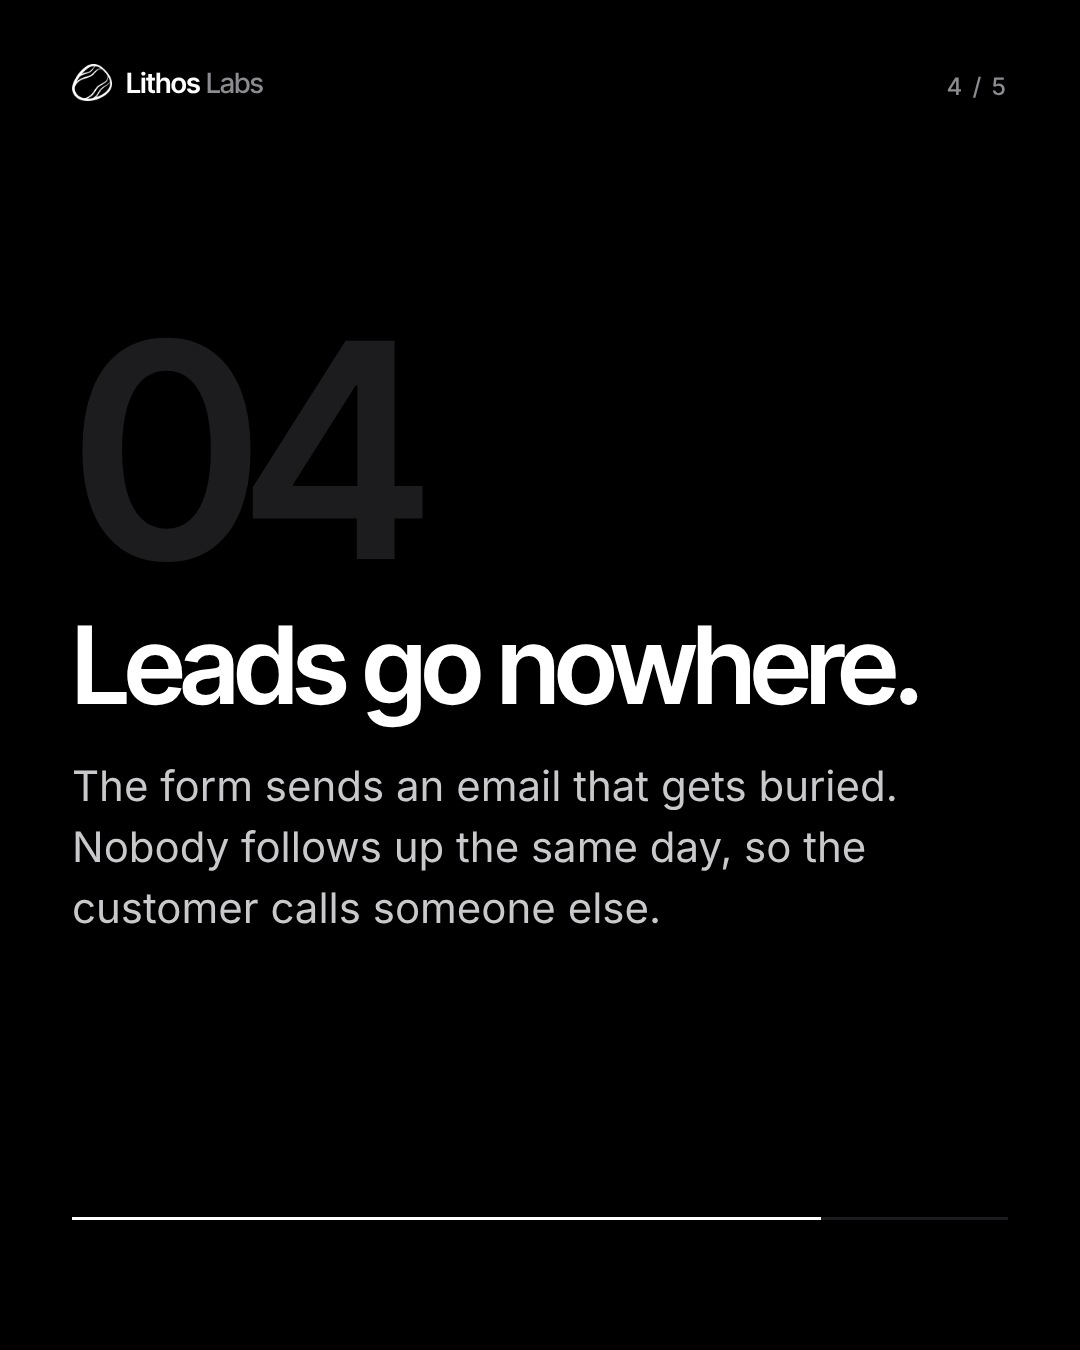 Lithos Labs
4 / 5
04
Leads go nowhere.
The form sends an email that gets buried.
Nobody follows up the same day, so the
customer calls someone else.